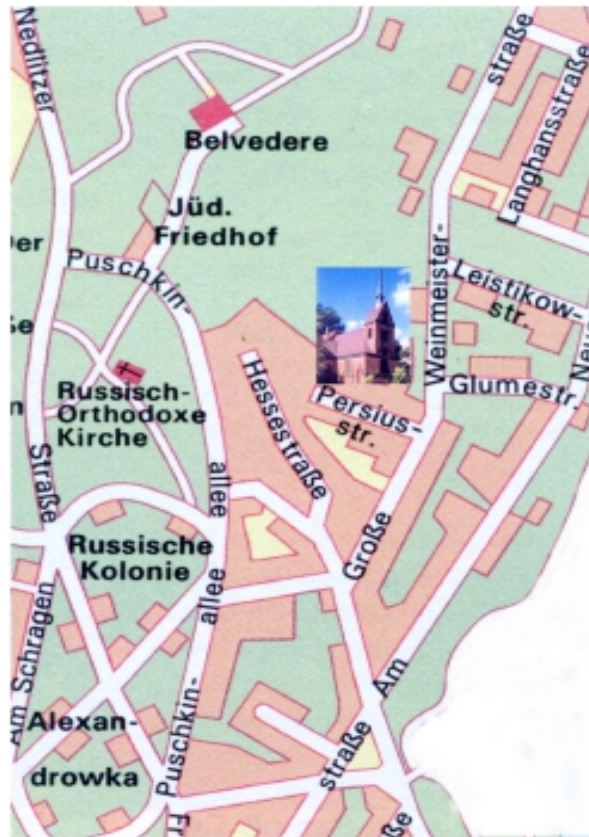 Nedlitzer
straße
Langhansstraße
Belvedere
Jüd.
Friedhof
Puschkin-
Weinmeister-
Leistikow-
str.
Hessestraße
Glumestr.
Persius-
str.
Russisch-
Orthodoxe
Kirche
Straße
allee
Große
Russische
Kolonie
allee
Am Schragen
Puschkin-
Am
straße
Alexan-
drowka